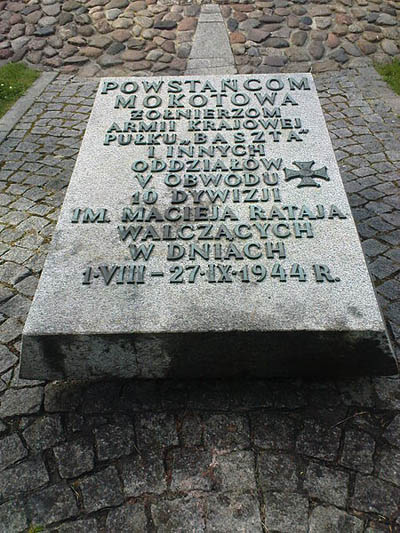 POWSTAŃCOM
MOKOTOWA
ŻOŁNIERZOM
ARMII KRAJOWEJ
PUŁKU „BASZTA"
I INNYCH
ODDZIAŁÓW
V OBWODU
10 DYWIZJI
IM. MACIEJA RATAJA
WALCZĄCYCH
W DNIACH
1·VIII – 27·IX·1944 R.